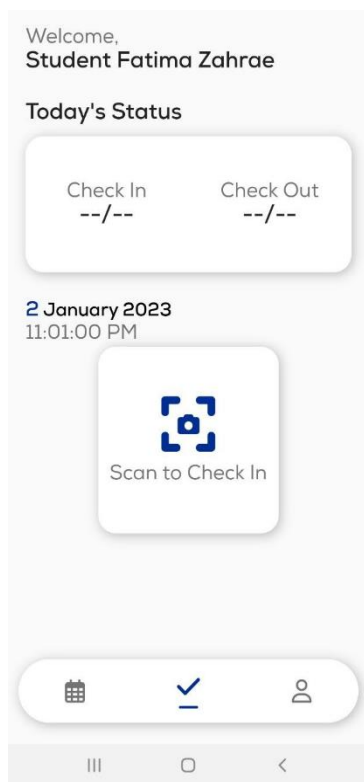 Welcome,
Student Fatima Zahrae
Today's Status
Check In Check Out
--/-- --/--
2 January 2023
11:01:00 PM
Scan to Check In